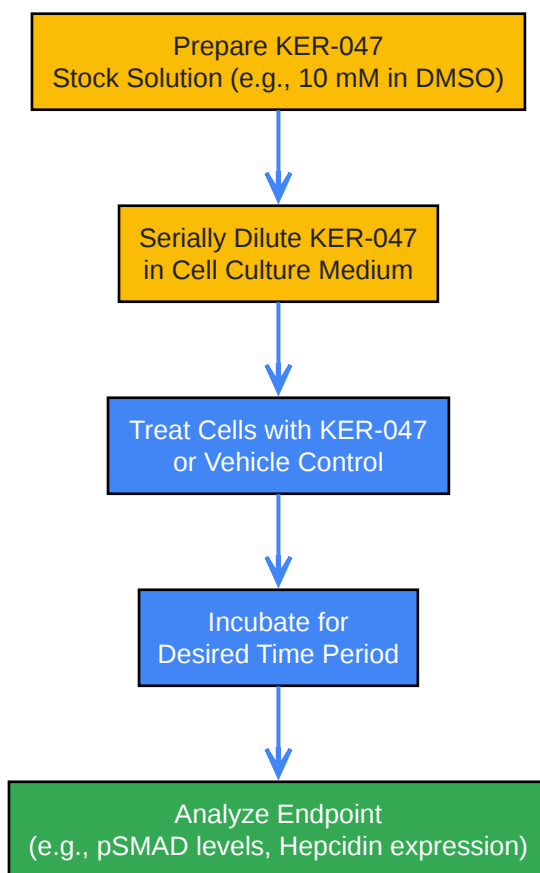 Prepare KER-047
Stock Solution (e.g., 10 mM in DMSO)
Serially Dilute KER-047
in Cell Culture Medium
Treat Cells with KER-047
or Vehicle Control
Incubate for
Desired Time Period
Analyze Endpoint
(e.g., pSMAD levels, Hepcidin expression)